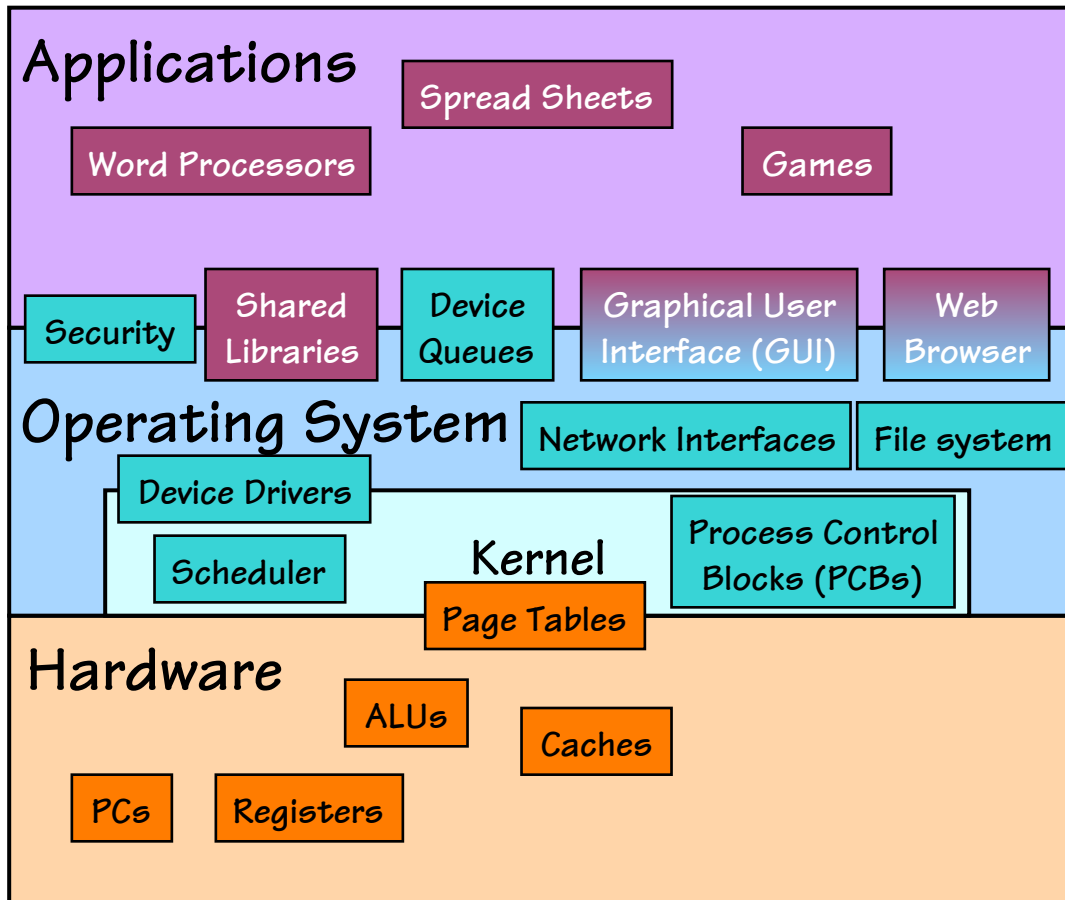 Applications
Spread Sheets
Word Processors
Games
Security
Shared
Libraries
Device
Queues
Graphical User
Interface (GUI)
Web
Browser
Operating System
Network Interfaces
File system
Device Drivers
Scheduler
Kernel
Process Control
Blocks (PCBs)
Page Tables
Hardware
ALUs
Caches
PCs
Registers